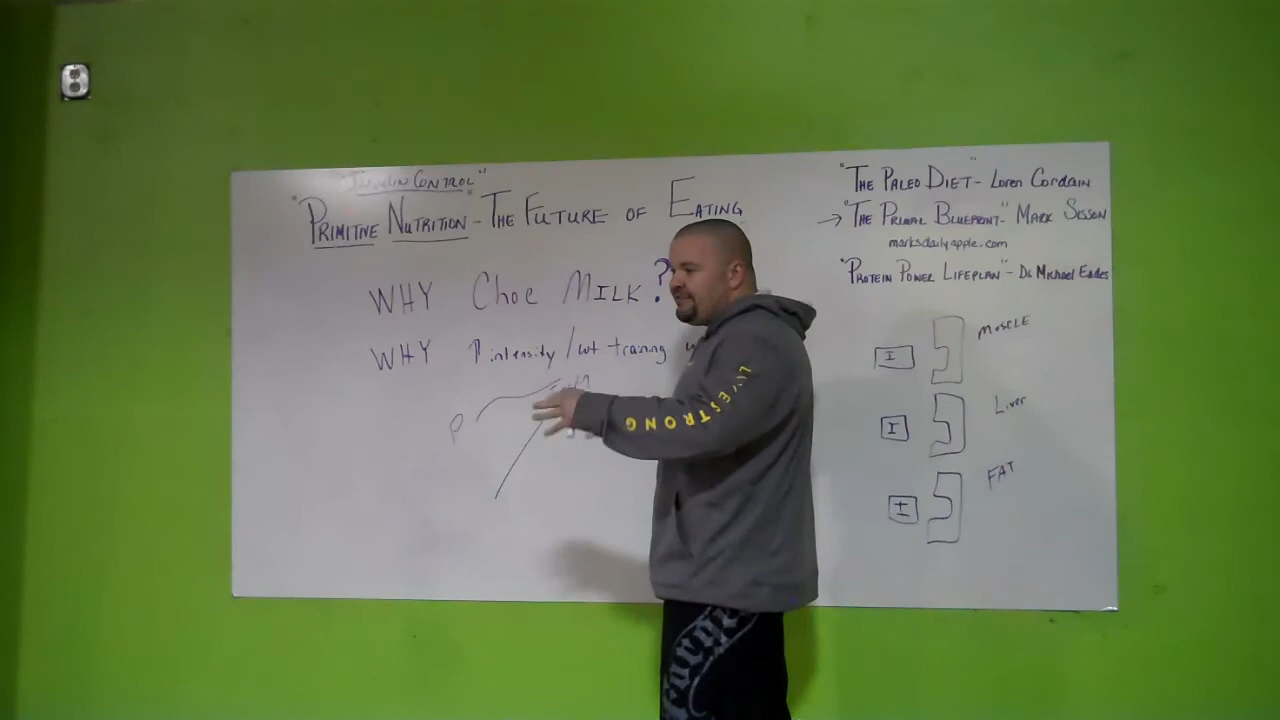 "INSULIN CONTROL"
"PRIMITIVE NUTRITION" - THE FUTURE OF EATING
WHY Choc MILK?
WHY ↑ intensity / wt training w
P
"THE PALEO DIET" - Loren Cordain
→ "THE PRIMAL BLUEPRINT" - MARK SISSON
marksdailyapple.com
"PROTEIN POWER LIFEPLAN" - Dr. Michael Eades
I MUSCLE
I Liver
I FAT
LIVESTRONG